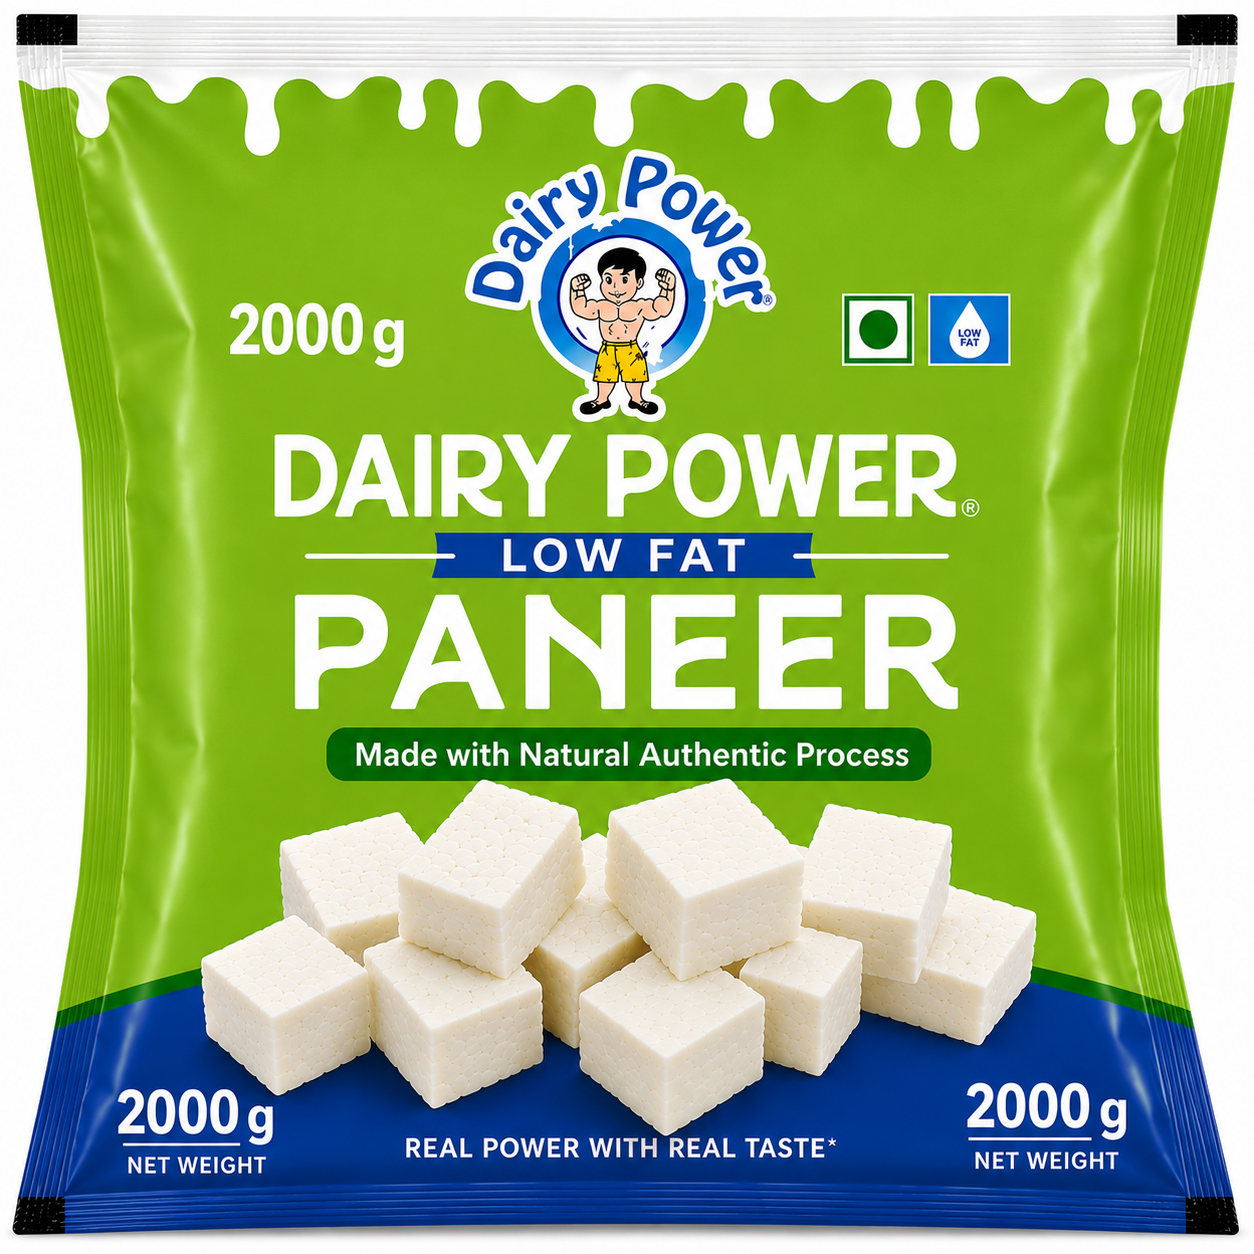 Dairy Power®
2000 g
LOW
FAT
DAIRY POWER®
LOW FAT
PANEER
Made with Natural Authentic Process
2000 g
NET WEIGHT
REAL POWER WITH REAL TASTE*
2000 g
NET WEIGHT